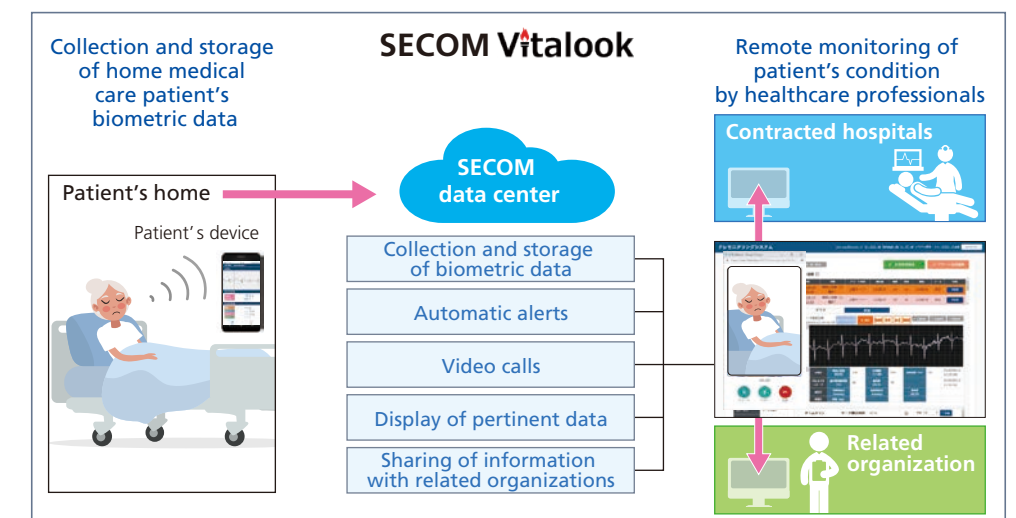 SECOM Vitalook
Collection and storage
of home medical
care patient's
biometric data
Patient's home
Patient's device
SECOM
data center
Collection and storage
of biometric data
Automatic alerts
Video calls
Display of pertinent data
Sharing of information
with related organizations
Remote monitoring of
patient's condition
by healthcare professionals
Contracted hospitals
Related
organization